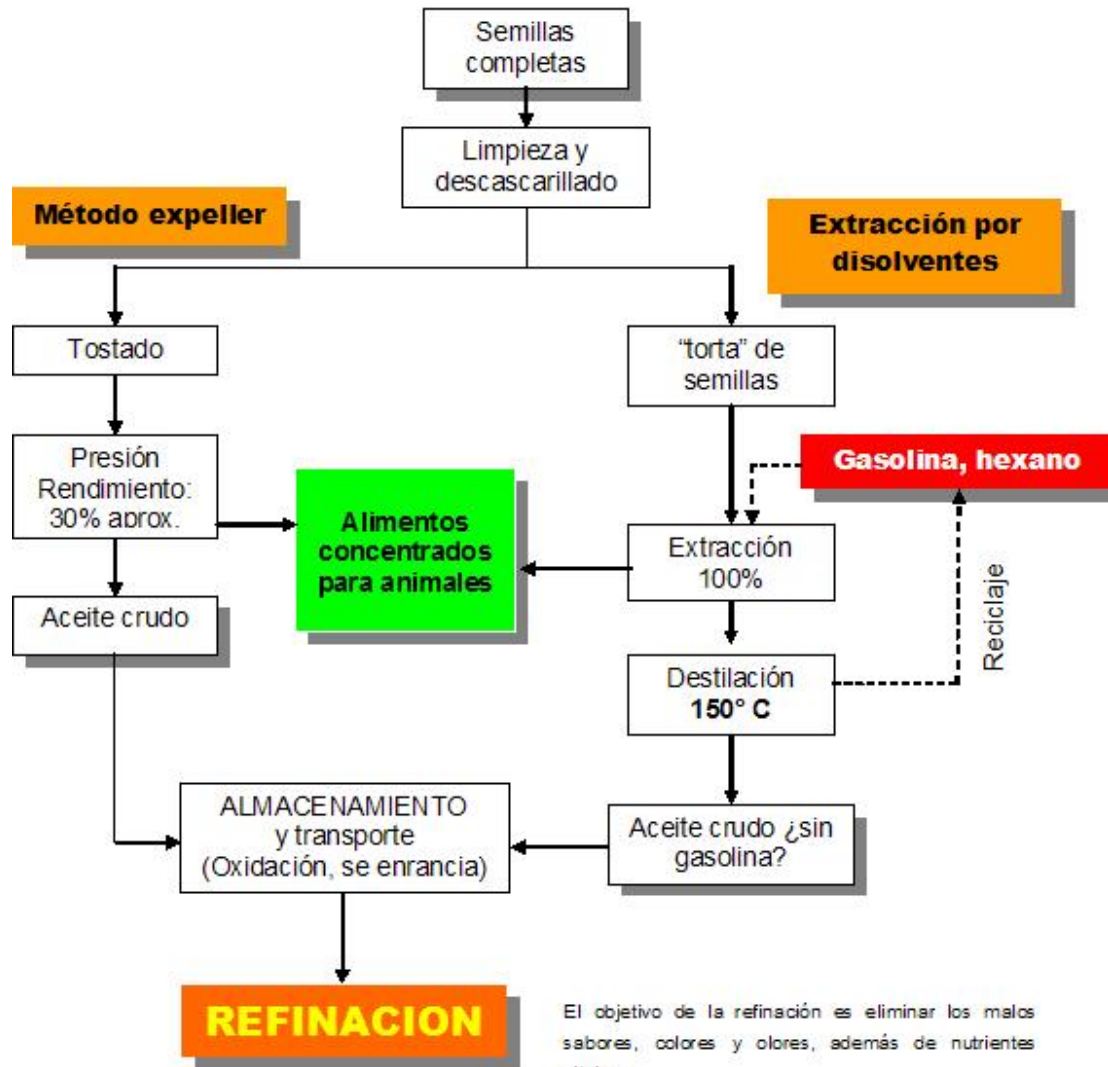 Semillas
completas
Limpieza y
descascarillado
Método expeller
Extracción por
disolventes
Tostado
"torta" de
semillas
Presión
Rendimiento:
30% aprox.
Gasolina, hexano
Alimentos
concentrados
para animales
Extracción
100%
Reciclaje
Aceite crudo
Destilación
150° C
ALMACENAMIENTO
y transporte
(Oxidación, se enrancia)
Aceite crudo ¿sin
gasolina?
REFINACION
El objetivo de la refinación es eliminar los malos
sabores, colores y olores, además de nutrientes